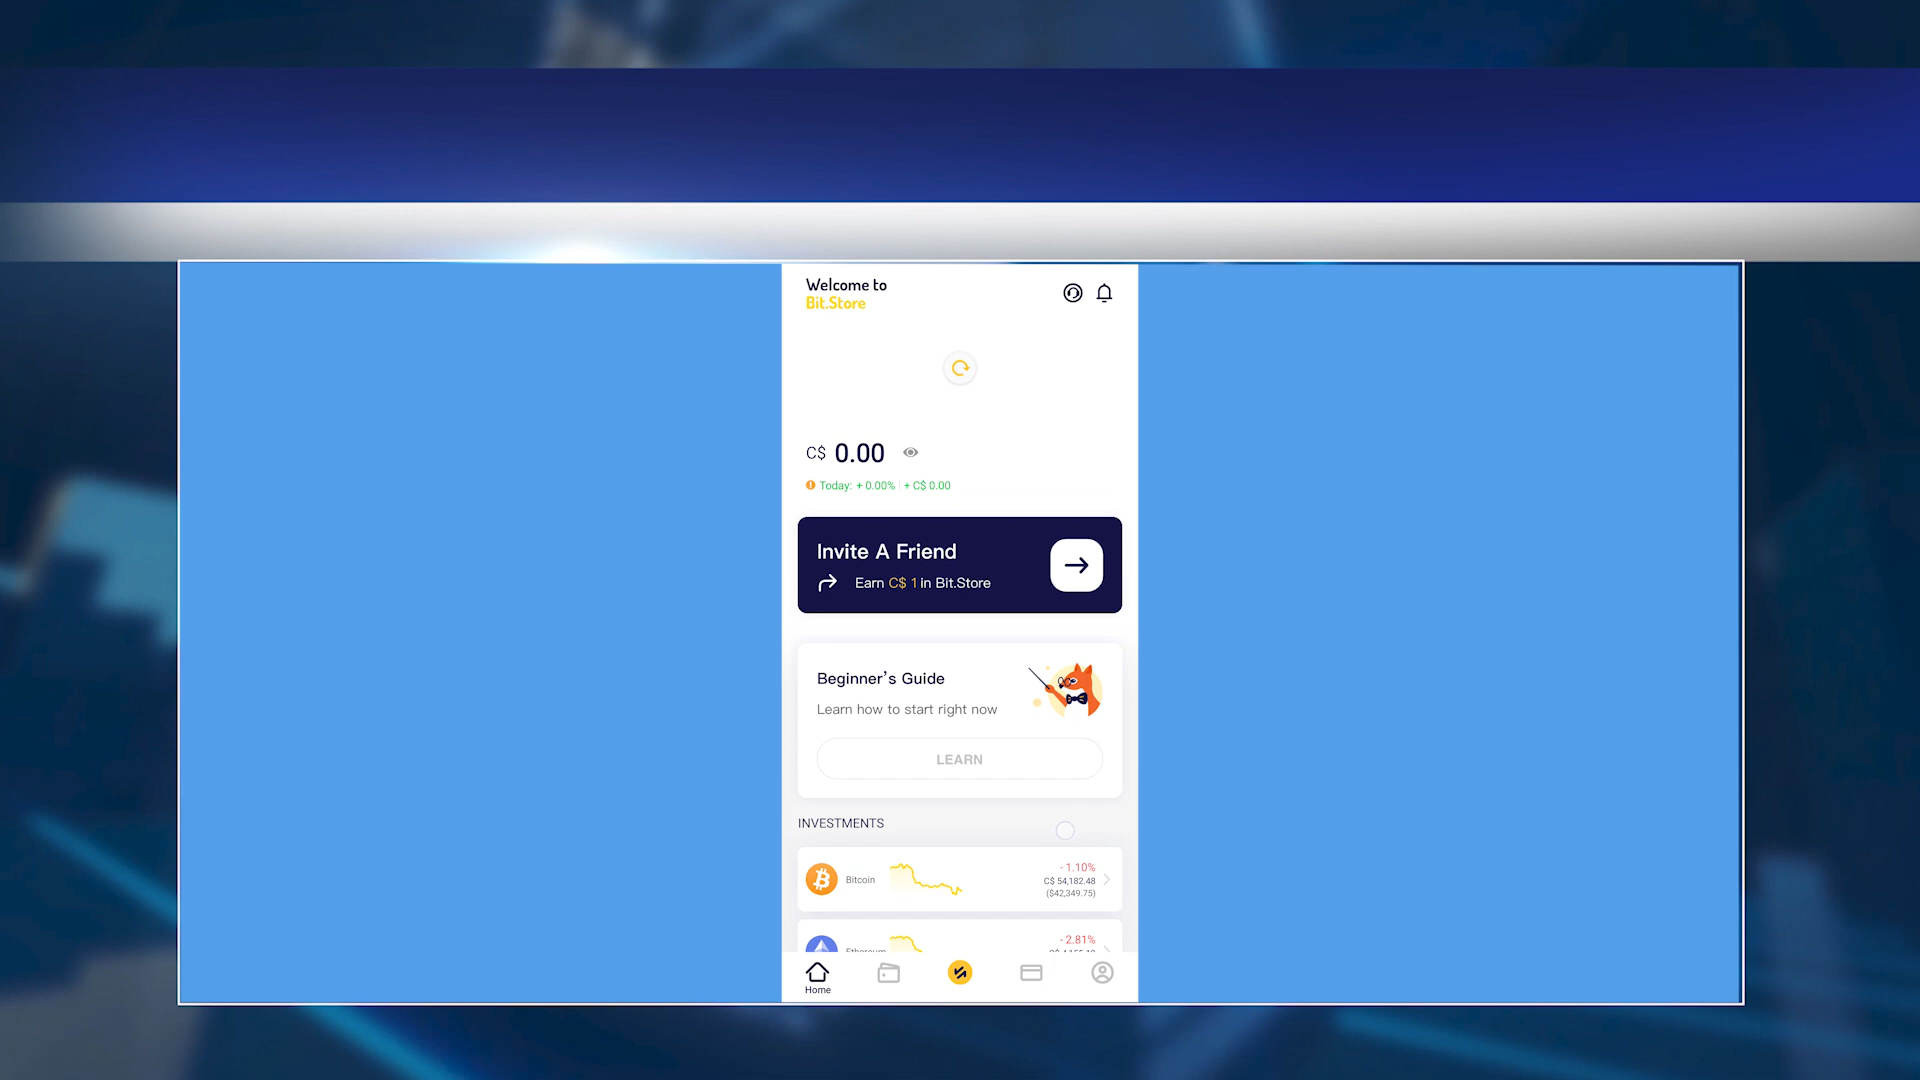 Welcome to
Bit.Store
C$ 0.00
Today: + 0.00% + C$ 0.00
Invite A Friend
Earn C$ 1 in Bit.Store
Beginner's Guide
Learn how to start right now
LEARN
INVESTMENTS
- 1.10%
Bitcoin
C$ 54,182.48
($42,349.75)
- 2.81%
Home